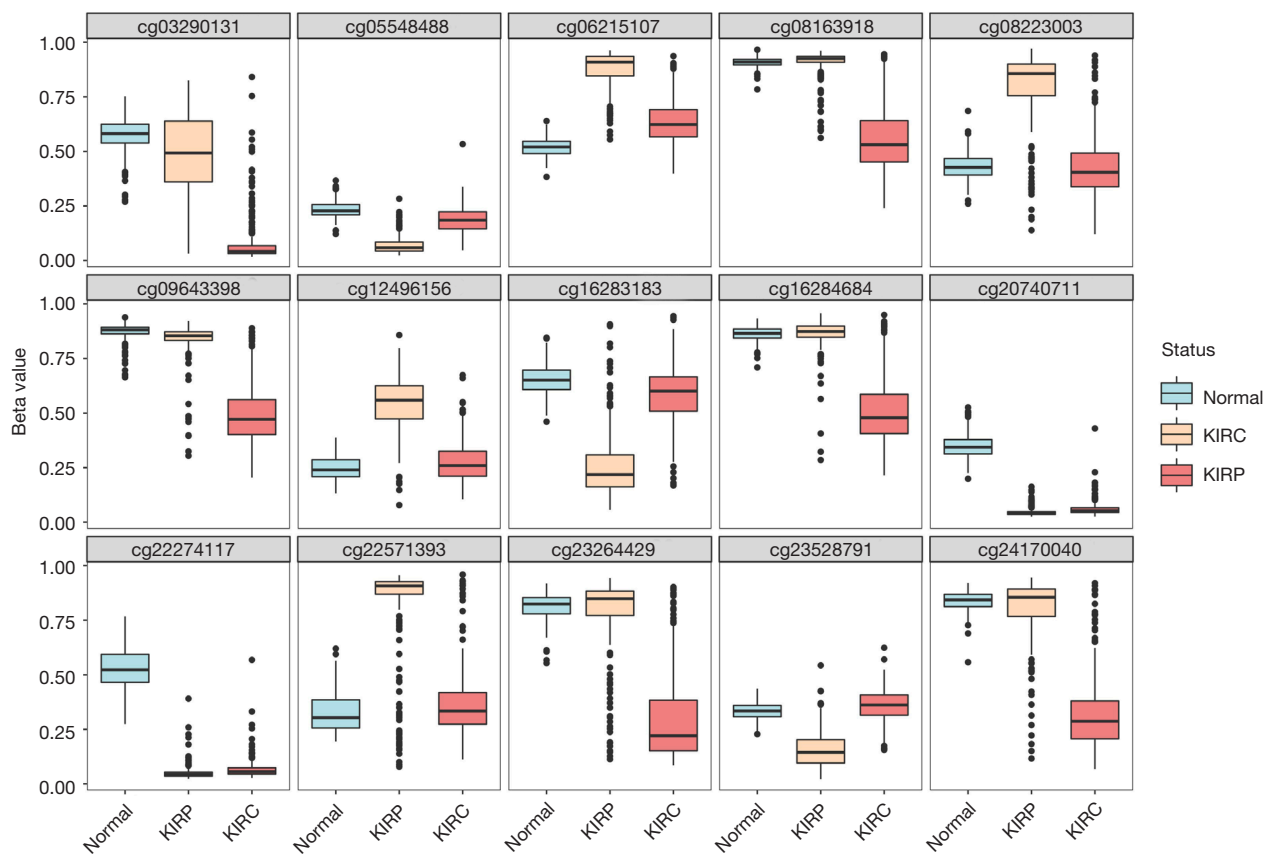 cg03290131 cg05548488 cg06215107 cg08163918 cg08223003
1.00
0.75
0.50
0.25
0.00
cg09643398 cg12496156 cg16283183 cg16284684 cg20740711
1.00
0.75
0.50
0.25
0.00
Beta value
Status
Normal
KIRC
KIRP
cg22274117 cg22571393 cg23264429 cg23528791 cg24170040
1.00
0.75
0.50
0.25
0.00
Normal KIRP KIRC Normal KIRP KIRC Normal KIRP KIRC Normal KIRP KIRC Normal KIRP KIRC